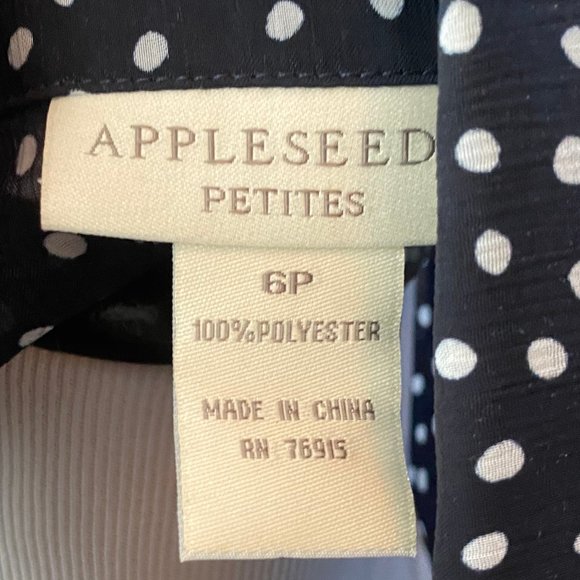 APPLESEED
PETITES
6P
100%POLYESTER
MADE IN CHINA
RN 76915